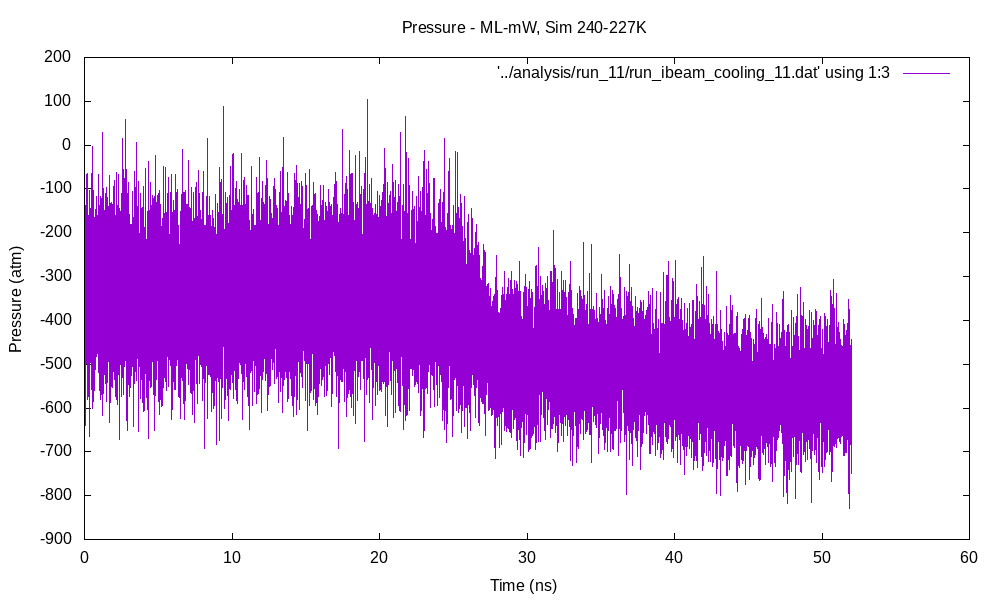 Pressure - ML-mW, Sim 240-227K
'../analysis/run_11/run_ibeam_cooling_11.dat' using 1:3
Pressure (atm)
200
100
0
-100
-200
-300
-400
-500
-600
-700
-800
-900
0 10 20 30 40 50 60
Time (ns)